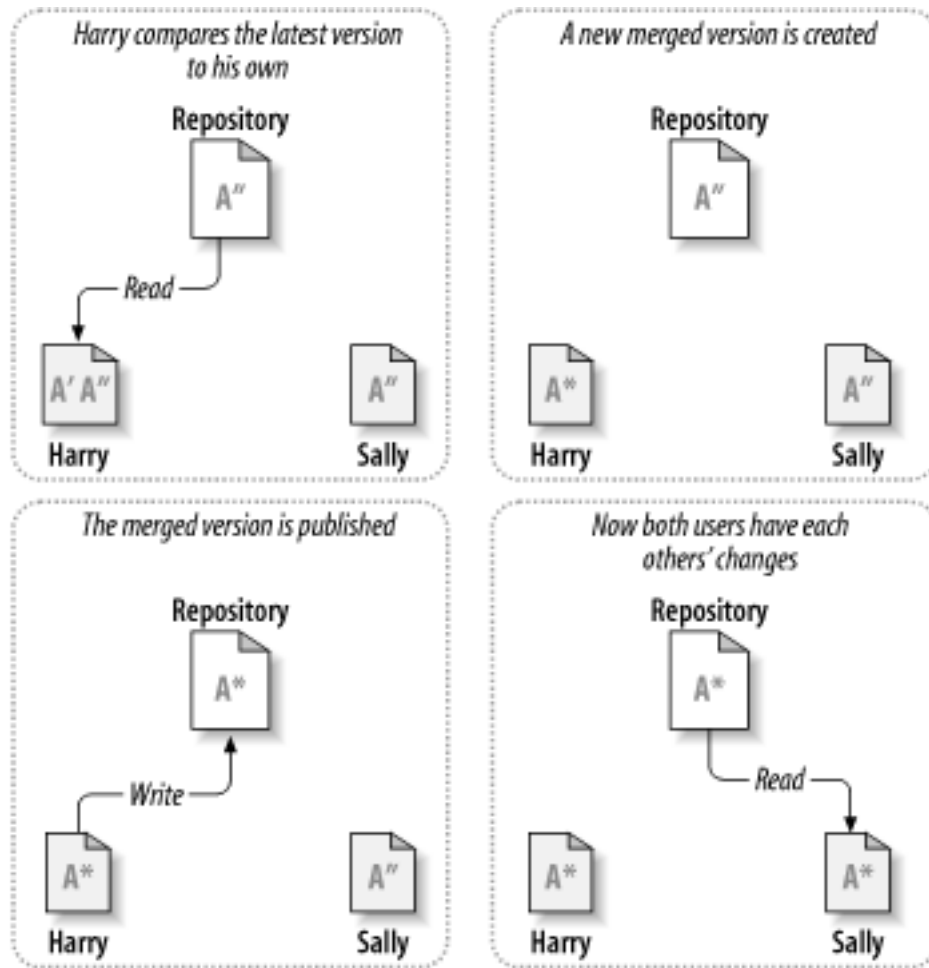 Harry compares the latest version
to his own
Repository
A″
Read
A′ A″
A″
Harry
Sally
A new merged version is created
Repository
A″
A*
A″
Harry
Sally
The merged version is published
Repository
A*
Write
A*
A″
Harry
Sally
Now both users have each
others’ changes
Repository
A*
Read
A*
A*
Harry
Sally